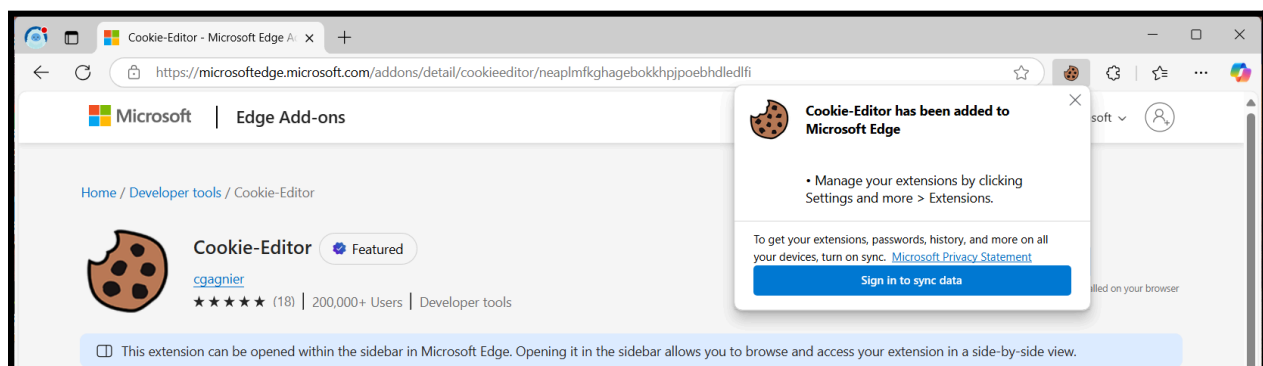 Cookie-Editor - Microsoft Edge A
https://microsoftedge.microsoft.com/addons/detail/cookieeditor/neaplmfkghagebokkhpjpoebhdledlfi
Microsoft | Edge Add-ons
soft
Cookie-Editor has been added to
Microsoft Edge
• Manage your extensions by clicking
Settings and more > Extensions.
To get your extensions, passwords, history, and more on all
your devices, turn on sync. Microsoft Privacy Statement
Sign in to sync data
Home / Developer tools / Cookie-Editor
Cookie-Editor Featured
cgagnier
★★★★★ (18) | 200,000+ Users | Developer tools
lled on your browser
This extension can be opened within the sidebar in Microsoft Edge. Opening it in the sidebar allows you to browse and access your extension in a side-by-side view.